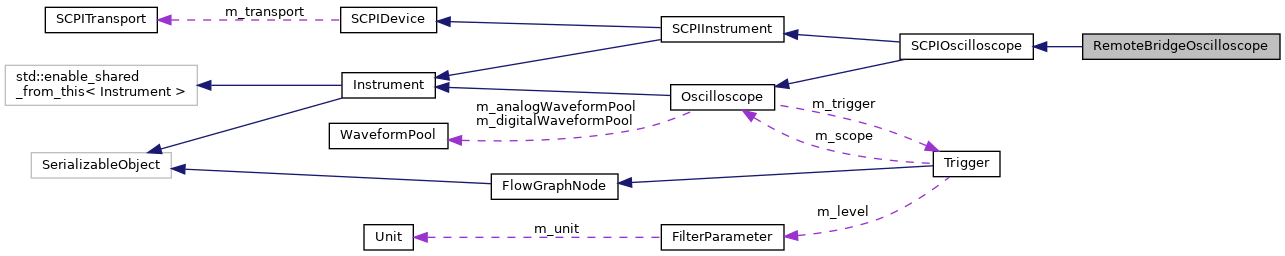 SCPITransport
m_transport
SCPIDevice
SCPIInstrument
SCPIOscilloscope
RemoteBridgeOscilloscope
std::enable_shared
_from_this< Instrument >
Instrument
Oscilloscope
m_analogWaveformPool
m_digitalWaveformPool
m_trigger
WaveformPool
m_scope
SerializableObject
Trigger
FlowGraphNode
m_level
Unit
m_unit
FilterParameter